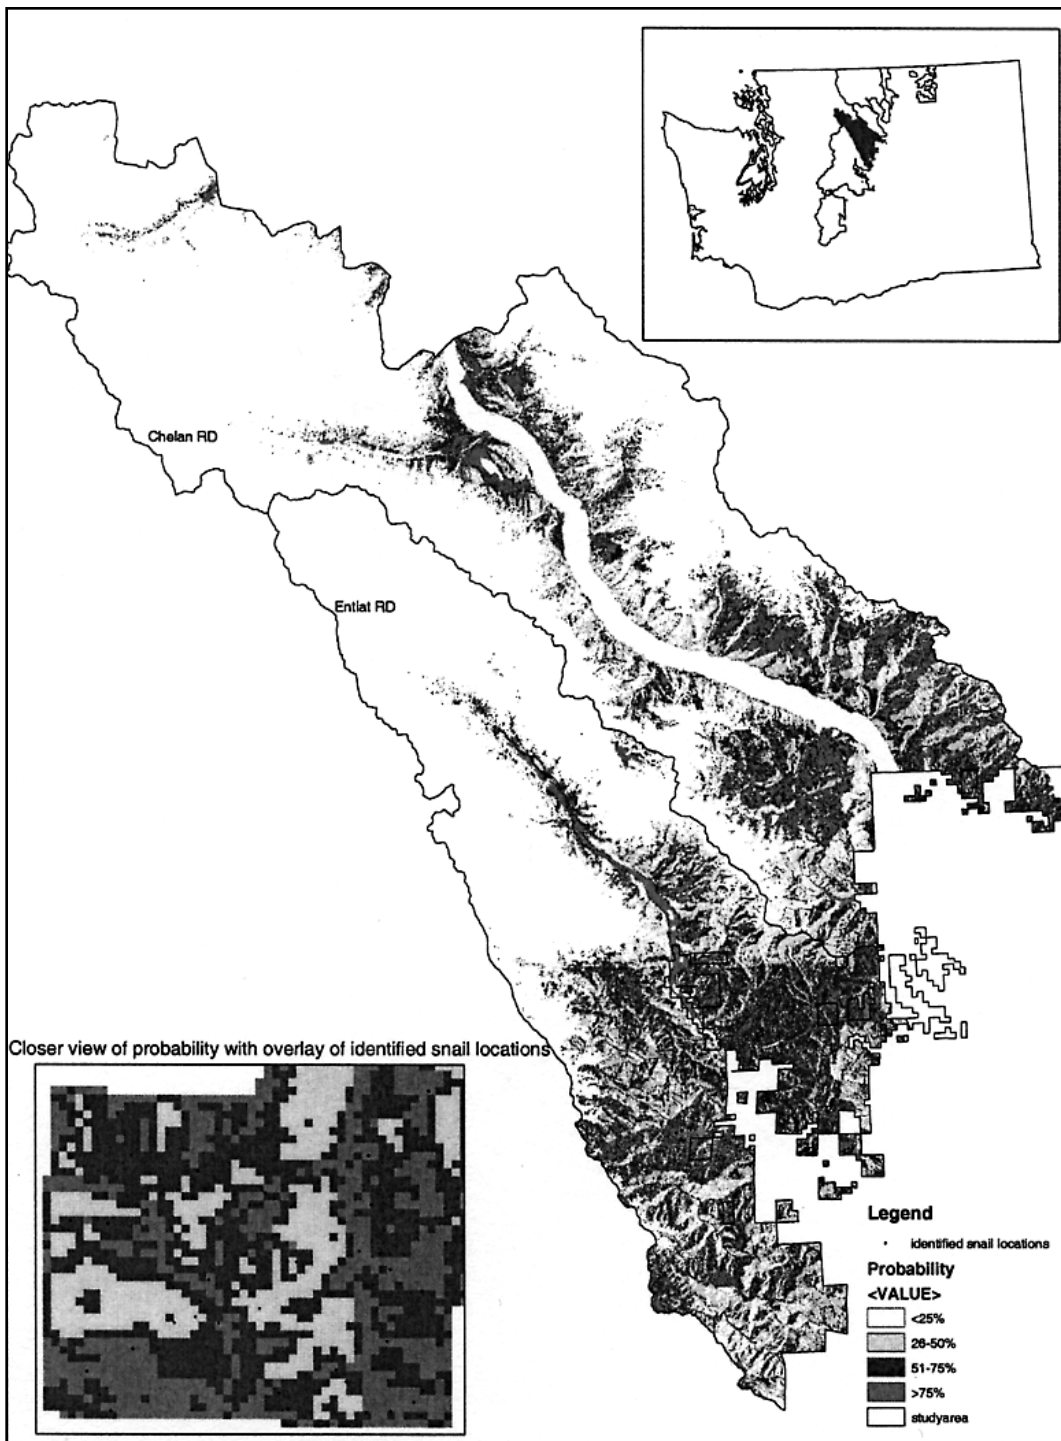 Chelan RD
Entiat RD
Closer view of probability with overlay of identified snail locations
Legend
identified snail locations
Probability
<VALUE>
<25%
26-50%
51-75%
>75%
studyarea